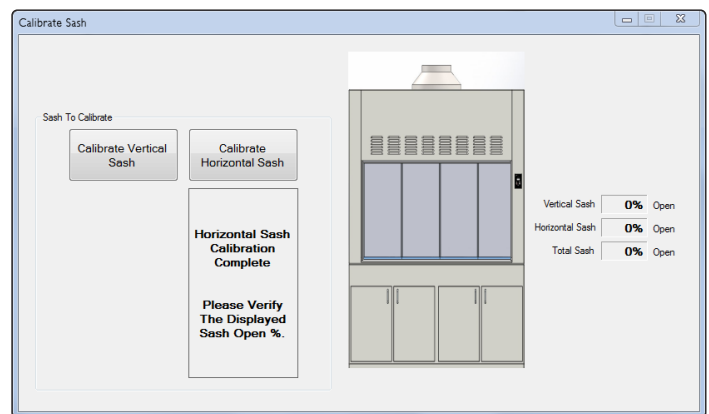 Calibrate Sash
Sash To Calibrate
Calibrate Vertical
Sash
Calibrate
Horizontal Sash
Horizontal Sash
Calibration
Complete
Please Verify
The Displayed
Sash Open %.
Vertical Sash 0% Open
Horizontal Sash 0% Open
Total Sash 0% Open